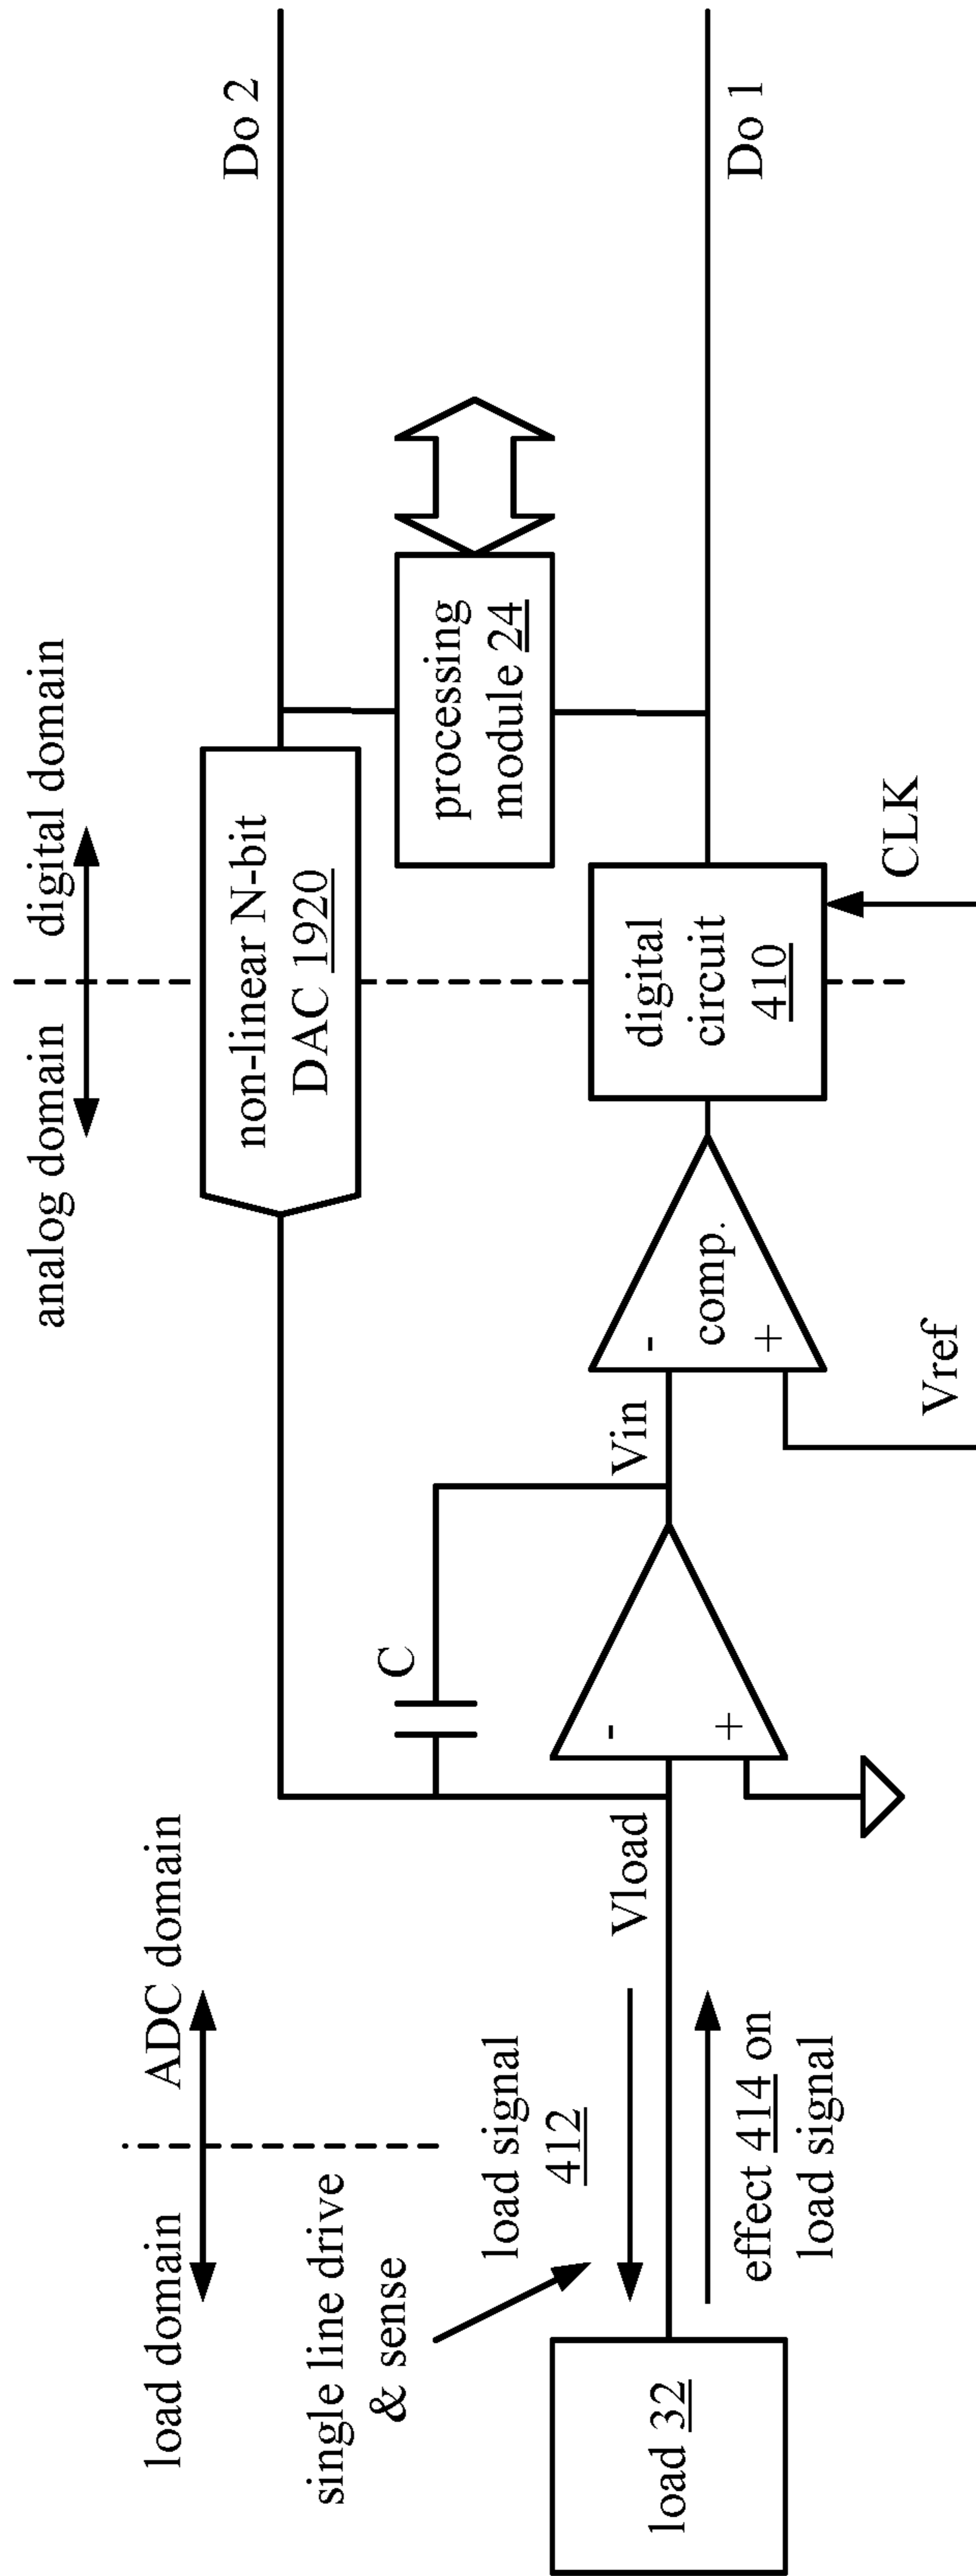 load domain
ADC domain
analog domain
digital domain
single line drive
& sense
load signal
412
C
non-linear N-bit
DAC 1920
Do 2
processing
module 24
load 32
Vload
-
+
Vin
-
comp.
+
digital
circuit
410
Do 1
effect 414 on
load signal
Vref
CLK